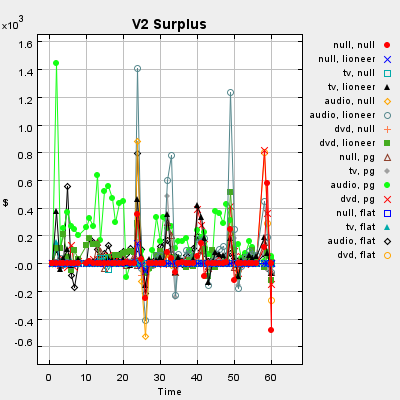 V2 Surplus
x10³
$
1.6
1.4
1.2
1.0
0.8
0.6
0.4
0.2
0.0
-0.2
-0.4
-0.6
0 10 20 30 40 50 60
Time
null, null
null, lioneer
tv, null
tv, lioneer
audio, null
audio, lioneer
dvd, null
dvd, lioneer
null, pg
tv, pg
audio, pg
dvd, pg
null, flat
tv, flat
audio, flat
dvd, flat